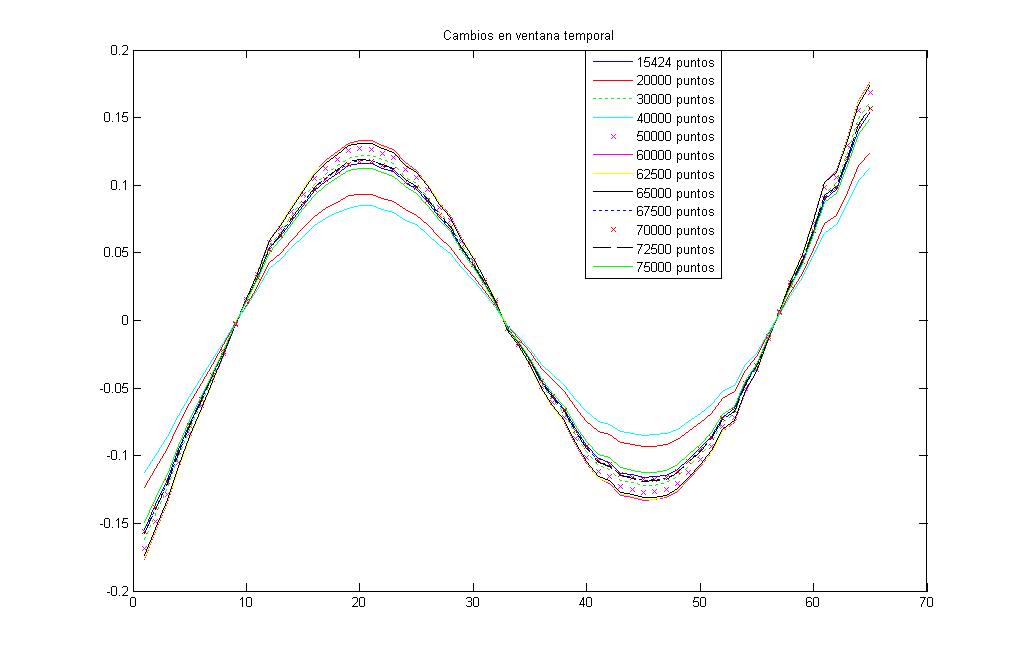 Cambios en ventana temporal
0.2
0.15
0.1
0.05
0
-0.05
-0.1
-0.15
-0.2
15424 puntos
20000 puntos
30000 puntos
40000 puntos
50000 puntos
60000 puntos
62500 puntos
65000 puntos
67500 puntos
70000 puntos
72500 puntos
75000 puntos
0 10 20 30 40 50 60 70